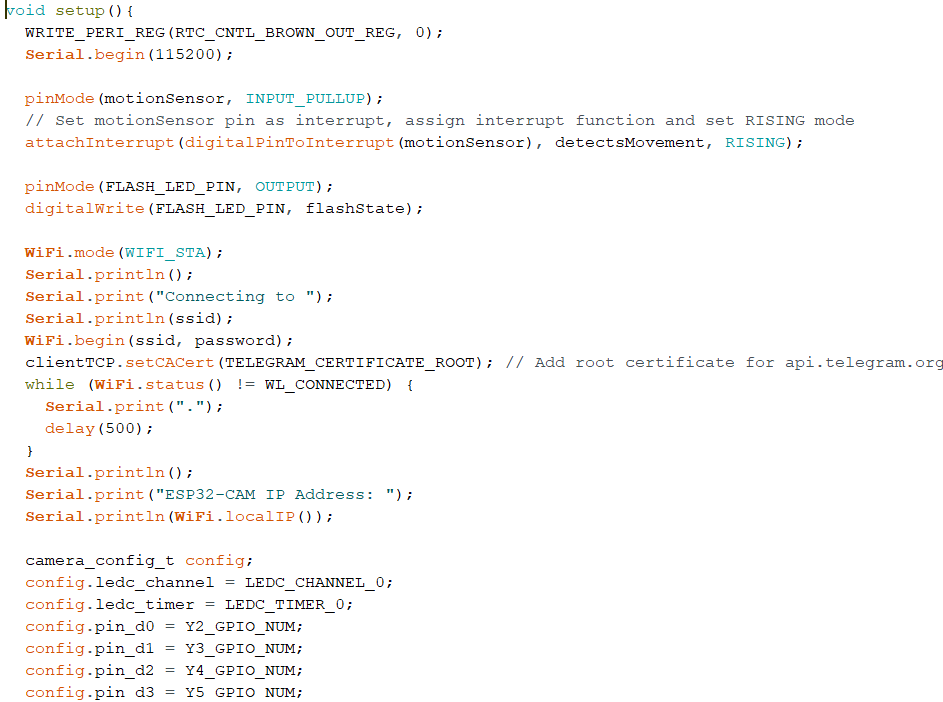 void setup(){
  WRITE_PERI_REG(RTC_CNTL_BROWN_OUT_REG, 0);
  Serial.begin(115200);

  pinMode(motionSensor, INPUT_PULLUP);
  // Set motionSensor pin as interrupt, assign interrupt function and set RISING mode
  attachInterrupt(digitalPinToInterrupt(motionSensor), detectsMovement, RISING);

  pinMode(FLASH_LED_PIN, OUTPUT);
  digitalWrite(FLASH_LED_PIN, flashState);

  WiFi.mode(WIFI_STA);
  Serial.println();
  Serial.print("Connecting to ");
  Serial.println(ssid);
  WiFi.begin(ssid, password);
  clientTCP.setCACert(TELEGRAM_CERTIFICATE_ROOT); // Add root certificate for api.telegram.org
  while (WiFi.status() != WL_CONNECTED) {
    Serial.print(".");
    delay(500);
  }
  Serial.println();
  Serial.print("ESP32-CAM IP Address: ");
  Serial.println(WiFi.localIP());

  camera_config_t config;
  config.ledc_channel = LEDC_CHANNEL_0;
  config.ledc_timer = LEDC_TIMER_0;
  config.pin_d0 = Y2_GPIO_NUM;
  config.pin_d1 = Y3_GPIO_NUM;
  config.pin_d2 = Y4_GPIO_NUM;
  config.pin_d3 = Y5_GPIO_NUM;